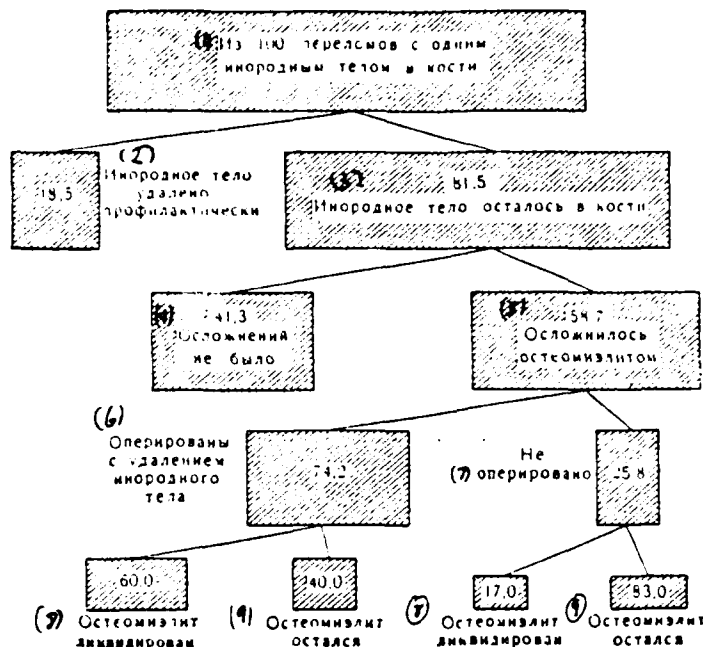 (1) Из 100 переломов с одним
инородным телом в кости
18,5
(2)
Инородное тело
удалено
профилактически
(3) 81,5
Инородное тело осталось в кости
(4) 41,3
Осложнений
не было
(5) 58,7
Осложнилось
остеомиэлитом
(6)
Оперированы
с удалением
инородного
тела
74,2
Не
(7) оперировано
25,8
60,0
(8) Остеомиэлит
ликвидирован
40,0
(9) Остеомиэлит
остался
17,0
Остеомиэлит
ликвидирован
83,0
(9) Остеомиэлит
остался